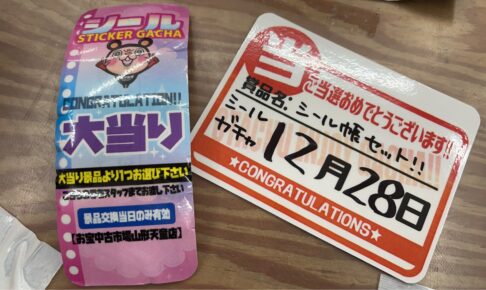 シール
STICKER GACHA
CONGRATULATION!!
大当り
大当り景品より1つお選び下さい
景品交換当日のみ有効
【お宝中古市場山形天童店】
当
ご当選おめでとうございます!!
賞品名:シール帳セット!!
シール
ガチャ
12月28日
★CONGRATULATIONS★